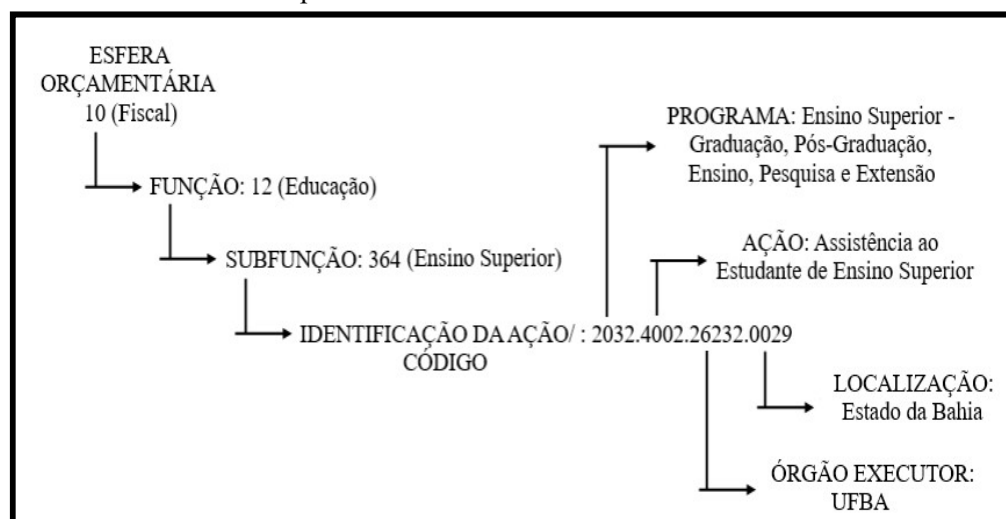 ESFERA
ORÇAMENTÁRIA
10 (Fiscal)
FUNÇÃO: 12 (Educação)
SUBFUNÇÃO: 364 (Ensino Superior)
IDENTIFICAÇÃO DA AÇÃO/ : 2032.4002.26232.0029
CÓDIGO
PROGRAMA: Ensino Superior -
Graduação, Pós-Graduação,
Ensino, Pesquisa e Extensão
AÇÃO: Assistência ao
Estudante de Ensino Superior
LOCALIZAÇÃO:
Estado da Bahia
ÓRGÃO EXECUTOR:
UFBA